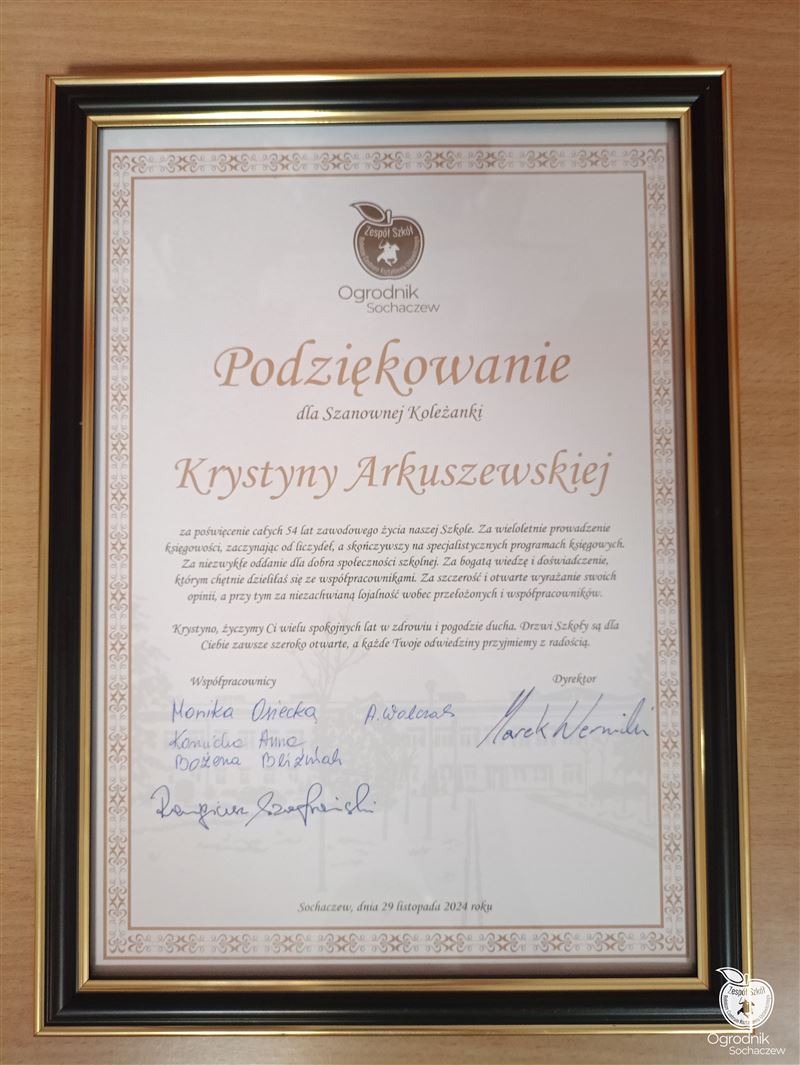 Zespół Szkół
Ogrodnik
Sochaczew
Podziękowanie
dla Szanownej Koleżanki
Krystyny Arkuszewskiej
za poświęcenie całych 54 lat zawodowego życia naszej Szkole. Za wieloletnie prowadzenie
księgowości, zaczynając od liczydeł, a skończywszy na specjalistycznych programach księgowych.
Za niezwykłe oddanie dla dobra społeczności szkolnej. Za bogatą wiedzę i doświadczenie,
którym chętnie dzieliłaś się ze współpracownikami. Za szczerość i otwarte wyrażanie swoich
opinii, a przy tym za niezachwianą lojalność wobec przełożonych i współpracowników.
Krystyno, życzymy Ci wielu spokojnych lat w zdrowiu i pogodzie ducha. Drzwi Szkoły są dla
Ciebie zawsze szeroko otwarte, a każde Twoje odwiedziny przyjmiemy z radością.
Współpracownicy Dyrektor
Monika Osiecka A. Walczak Marek
Anna
Bożena Bliźniak
Sochaczew, dnia 29 listopada 2024 roku
Zespół Szkół
Ogrodnik
Sochaczew